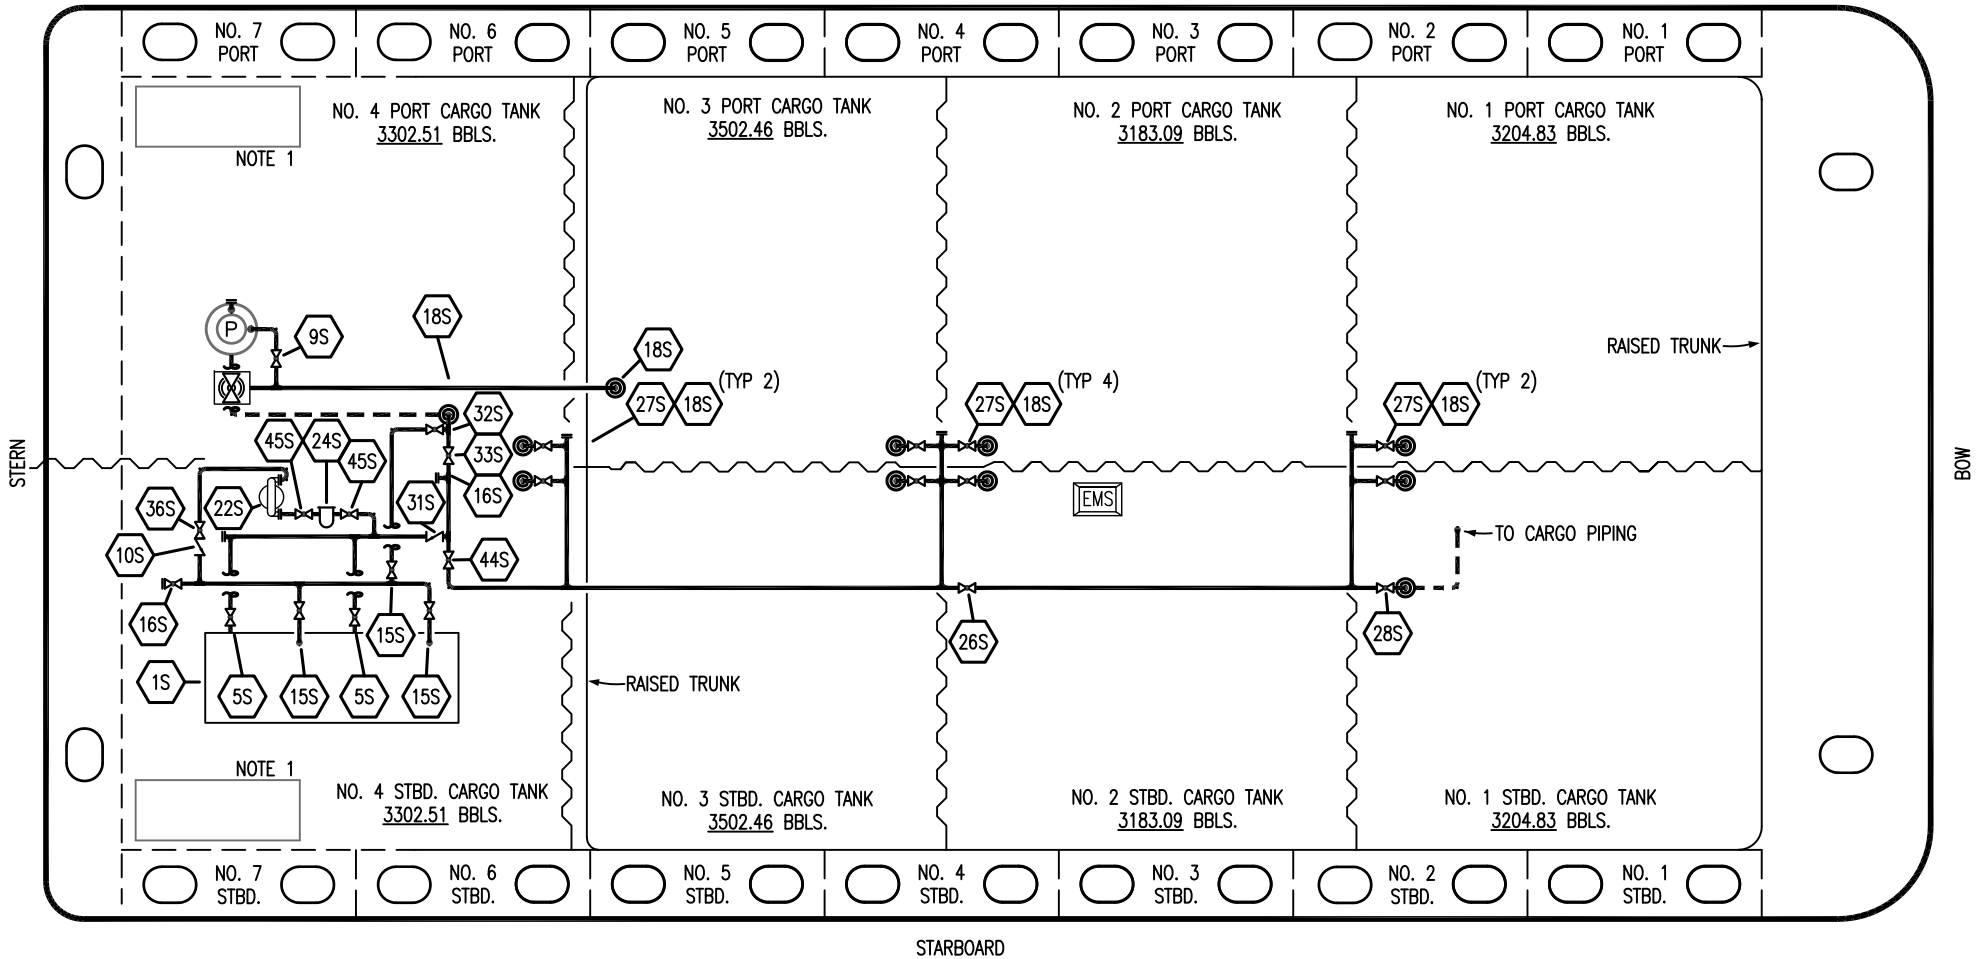 NO. 7
PORT
NO. 6
PORT
NO. 5
PORT
NO. 4
PORT
NO. 3
PORT
NO. 2
PORT
NO. 1
PORT
NO. 4 PORT CARGO TANK
3302.51 BBLS.
NO. 3 PORT CARGO TANK
3502.46 BBLS.
NO. 2 PORT CARGO TANK
3183.09 BBLS.
NO. 1 PORT CARGO TANK
3204.83 BBLS.
NOTE 1
P
9S
18S
18S
RAISED TRUNK
27S
18S
(TYP 2)
27S
18S
(TYP 4)
27S
18S
(TYP 2)
32S
45S
24S
45S
33S
STERN
BOW
16S
31S
EMS
36S
22S
TO CARGO PIPING
10S
44S
16S
15S
26S
28S
1S
5S
15S
5S
15S
RAISED TRUNK
NOTE 1
NO. 4 STBD. CARGO TANK
3302.51 BBLS.
NO. 3 STBD. CARGO TANK
3502.46 BBLS.
NO. 2 STBD. CARGO TANK
3183.09 BBLS.
NO. 1 STBD. CARGO TANK
3204.83 BBLS.
NO. 7
STBD.
NO. 6
STBD.
NO. 5
STBD.
NO. 4
STBD.
NO. 3
STBD.
NO. 2
STBD.
NO. 1
STBD.
STARBOARD